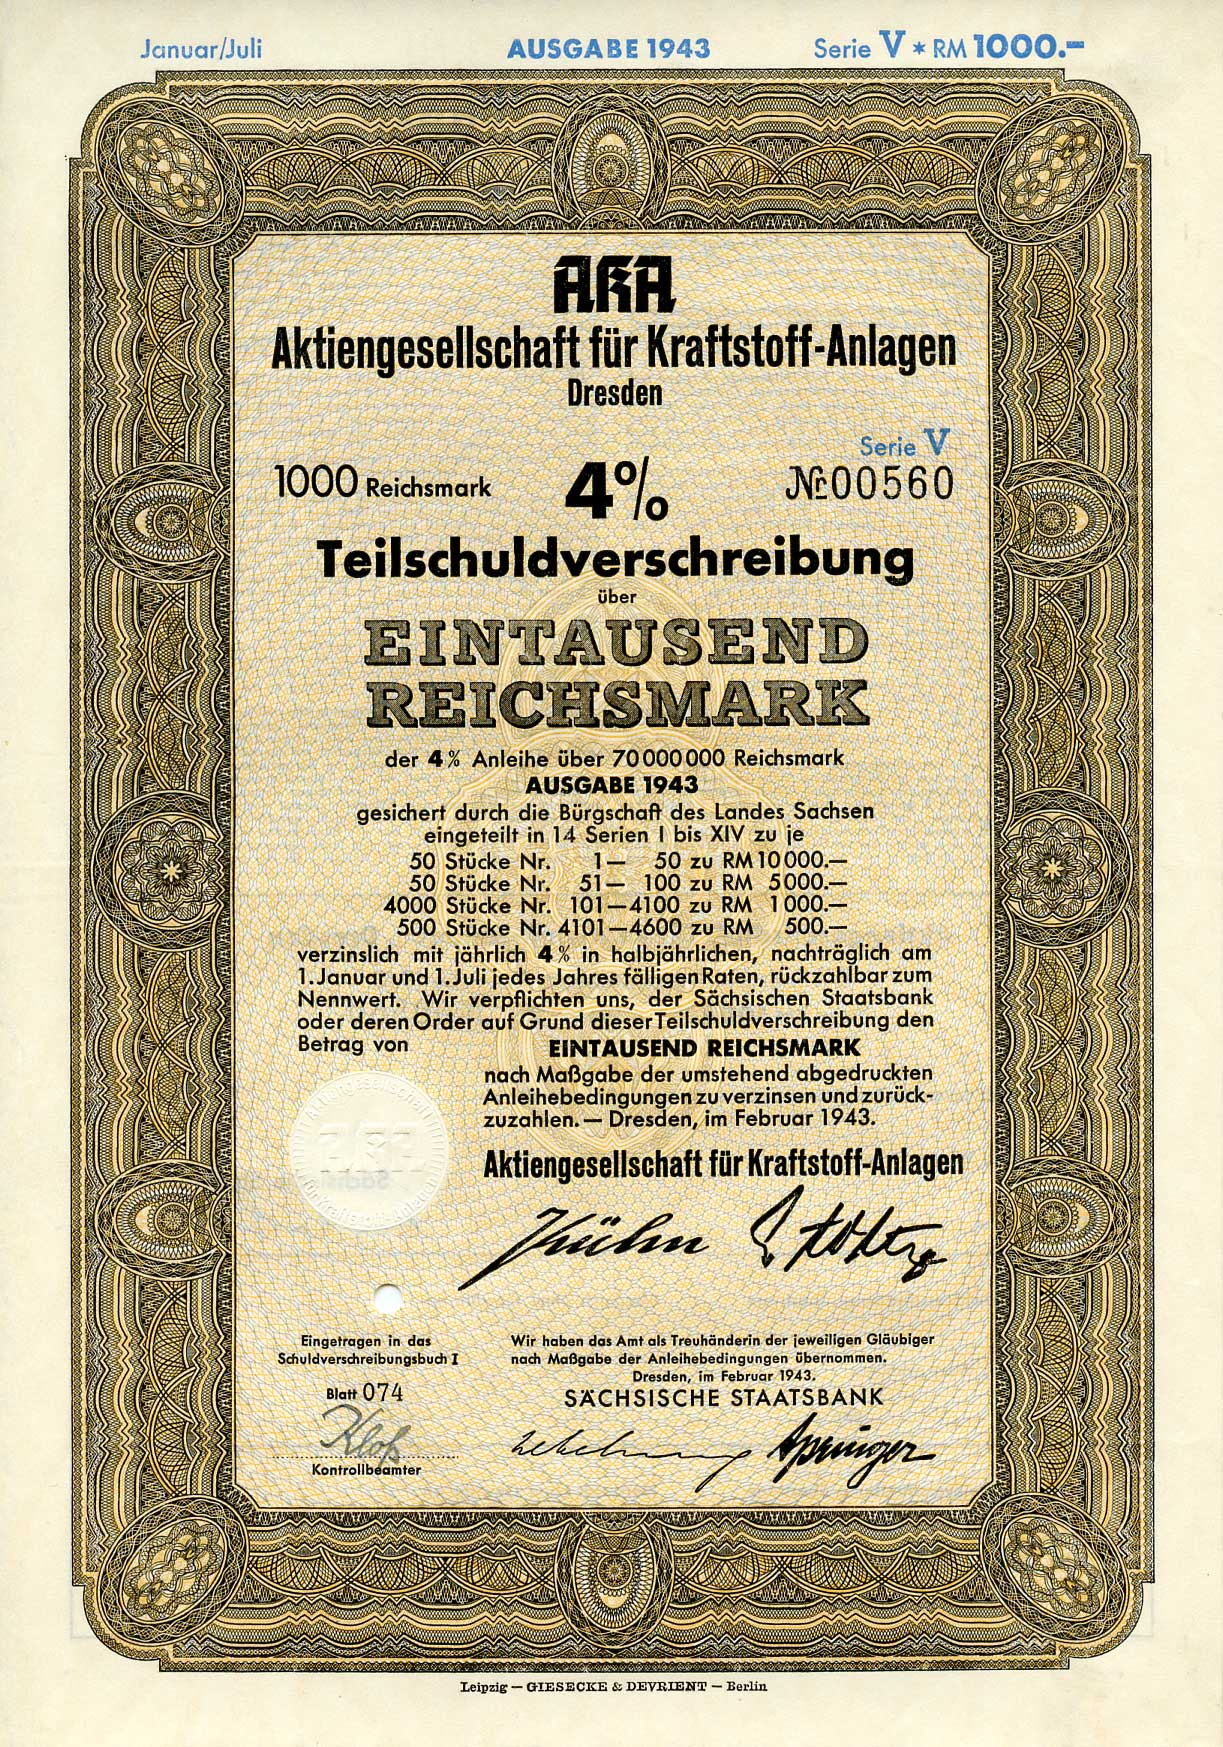 Januar/Juli AUSGABE 1943 Serie V * RM 1000.-
AKA
Aktiengesellschaft für Kraftstoff-Anlagen
Dresden
Serie V
1000 Reichsmark 4% Nr. 00560
Teilschuldverschreibung
über
EINTAUSEND
REICHSMARK
der 4% Anleihe über 70 000 000 Reichsmark
AUSGABE 1943
gesichert durch die Bürgschaft des Landes Sachsen
eingeteilt in 14 Serien I bis XIV zu je
50 Stücke Nr. 1— 50 zu RM 10 000.—
50 Stücke Nr. 51— 100 zu RM 5000.—
4000 Stücke Nr. 101—4100 zu RM 1000.—
500 Stücke Nr. 4101—4600 zu RM 500.—
verzinslich mit jährlich 4% in halbjährlichen, nachträglich am
1. Januar und 1. Juli jedes Jahres fälligen Raten, rückzahlbar zum
Nennwert. Wir verpflichten uns, der Sächsischen Staatsbank
oder deren Order auf Grund dieser Teilschuldverschreibung den
Betrag von EINTAUSEND REICHSMARK
nach Maßgabe der umstehend abgedruckten
Anleihebedingungen zu verzinsen und zurück-
zuzahlen. — Dresden, im Februar 1943.
Aktiengesellschaft
AKA
Aktiengesellschaft für Kraftstoff-Anlagen
Kühn
Eingetragen in das
Schuldverschreibungsbuch I
Blatt 074
Kloß
Kontrollbeamter
Wir haben das Amt als Treuhänderin der jeweiligen Gläubiger
nach Maßgabe der Anleihebedingungen übernommen.
Dresden, im Februar 1943.
SÄCHSISCHE STAATSBANK
Springer
Leipzig — GIESECKE & DEVRIENT — Berlin